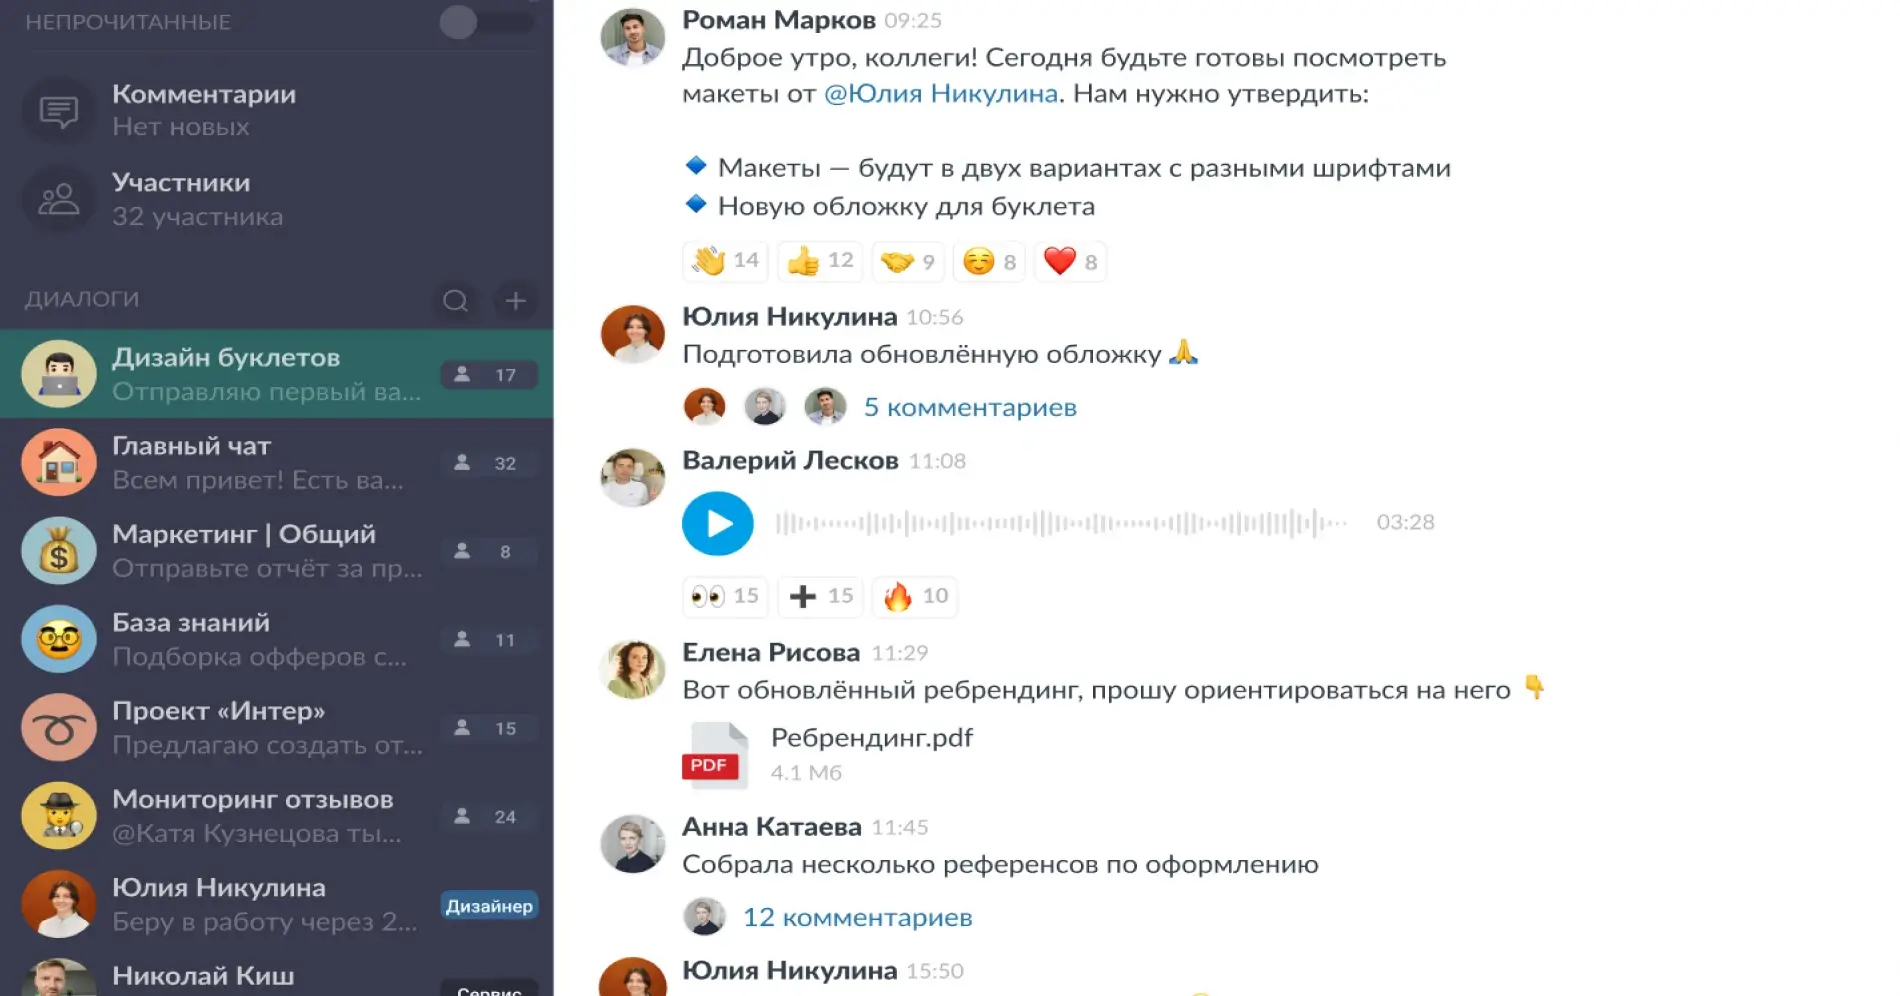 НЕПРОЧИТАННЫЕ
Комментарии
Нет новых
Участники
32 участника
ДИАЛОГИ
Дизайн буклетов
Отправляю первый ва...
17
Главный чат
Всем привет! Есть ва...
32
Маркетинг | Общий
Отправьте отчёт за пр...
8
База знаний
Подборка офферов с...
11
Проект «Интер»
Предлагаю создать от...
15
Мониторинг отзывов
@Катя Кузнецова ты...
24
Юлия Никулина
Беру в работу через 2...
Дизайнер
Николай Киш
Сервис
Роман Марков 09:25
Доброе утро, коллеги! Сегодня будьте готовы посмотреть
макеты от @Юлия Никулина. Нам нужно утвердить:
🔹 Макеты — будут в двух вариантах с разными шрифтами
🔹 Новую обложку для буклета
👋 14 👍 12 🤝 9 ☺️ 8 ❤️ 8
Юлия Никулина 10:56
Подготовила обновлённую обложку 🙏
5 комментариев
Валерий Лесков 11:08
03:28
👀 15 ➕ 15 🔥 10
Елена Рисова 11:29
Вот обновлённый ребрендинг, прошу ориентироваться на него 👇
Ребрендинг.pdf
PDF
4.1 Мб
Анна Катаева 11:45
Собрала несколько референсов по оформлению
12 комментариев
Юлия Никулина 15:50